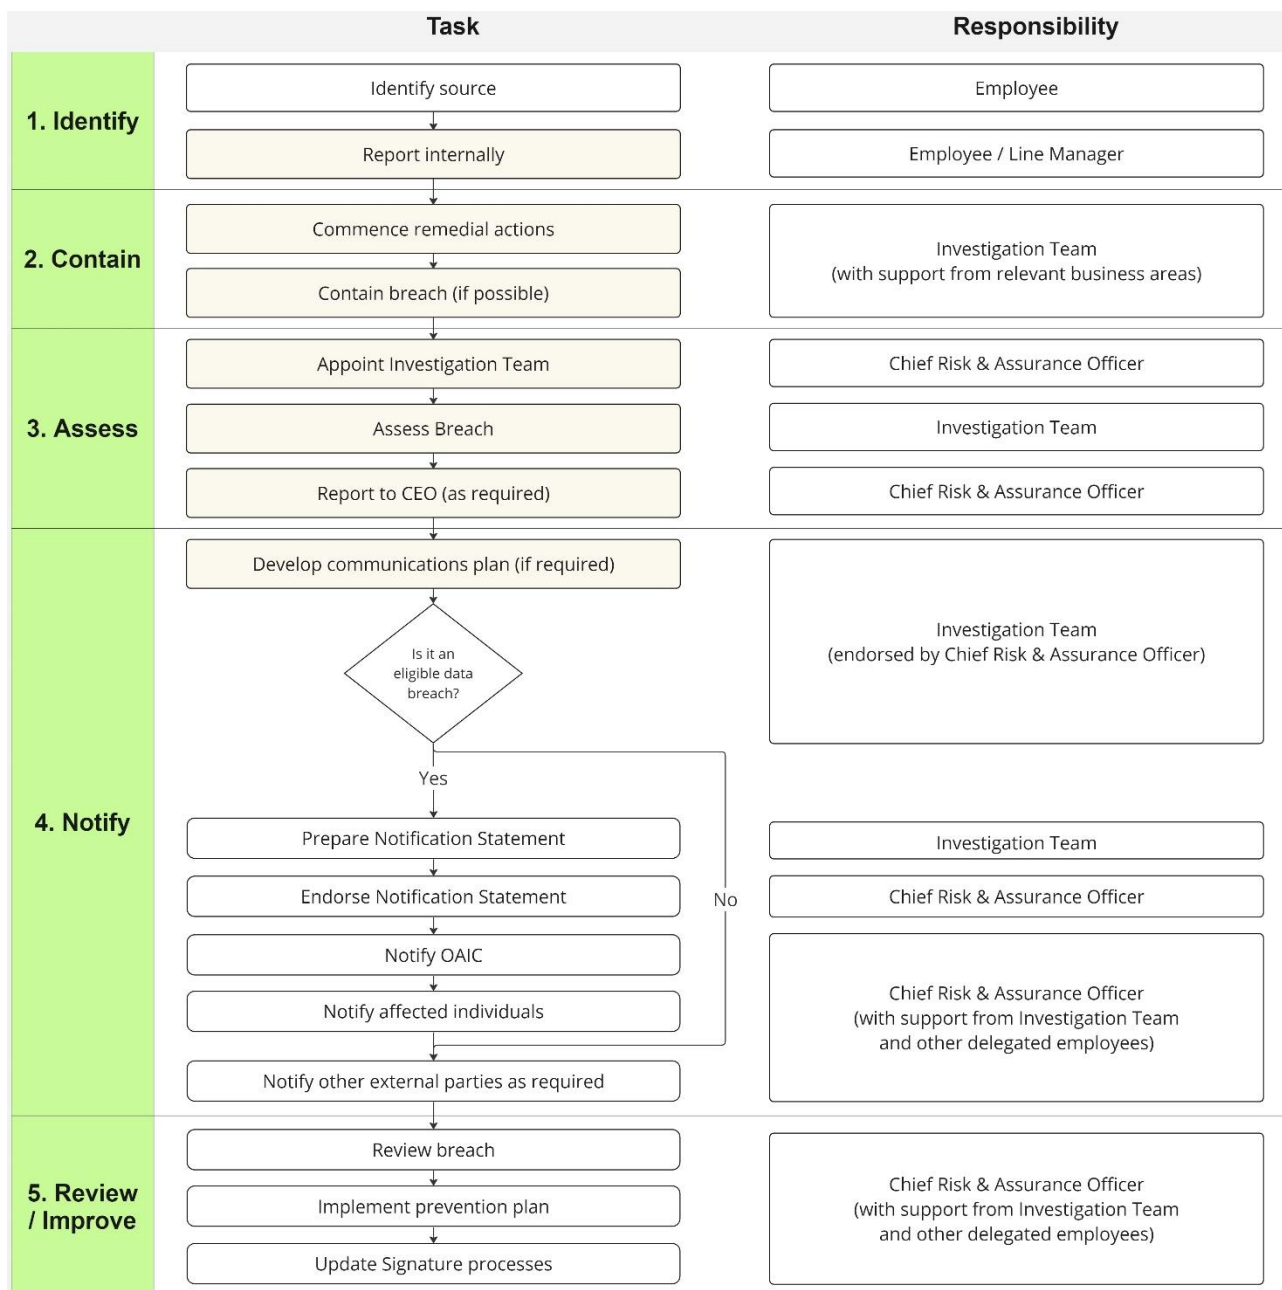 Task
Responsibility
1. Identify
Identify source
Employee
Report internally
Employee / Line Manager
2. Contain
Commence remedial actions
Contain breach (if possible)
Investigation Team
(with support from relevant business areas)
3. Assess
Appoint Investigation Team
Chief Risk & Assurance Officer
Assess Breach
Investigation Team
Report to CEO (as required)
Chief Risk & Assurance Officer
4. Notify
Develop communications plan (if required)
Is it an
eligible data
breach?
Investigation Team
(endorsed by Chief Risk & Assurance Officer)
Yes
No
Prepare Notification Statement
Investigation Team
Endorse Notification Statement
Chief Risk & Assurance Officer
Notify OAIC
Notify affected individuals
Notify other external parties as required
Chief Risk & Assurance Officer
(with support from Investigation Team
and other delegated employees)
5. Review
/ Improve
Review breach
Implement prevention plan
Update Signature processes
Chief Risk & Assurance Officer
(with support from Investigation Team
and other delegated employees)